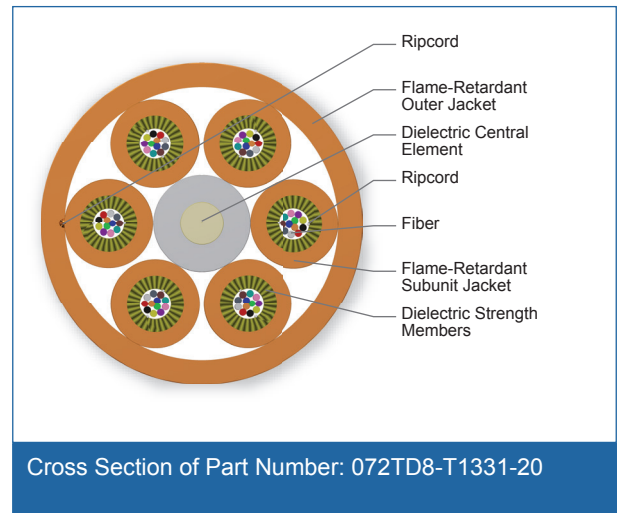 Ripcord
Flame-Retardant
Outer Jacket
Dielectric Central
Element
Ripcord
Fiber
Flame-Retardant
Subunit Jacket
Dielectric Strength
Members
Cross Section of Part Number: 072TD8-T1331-20